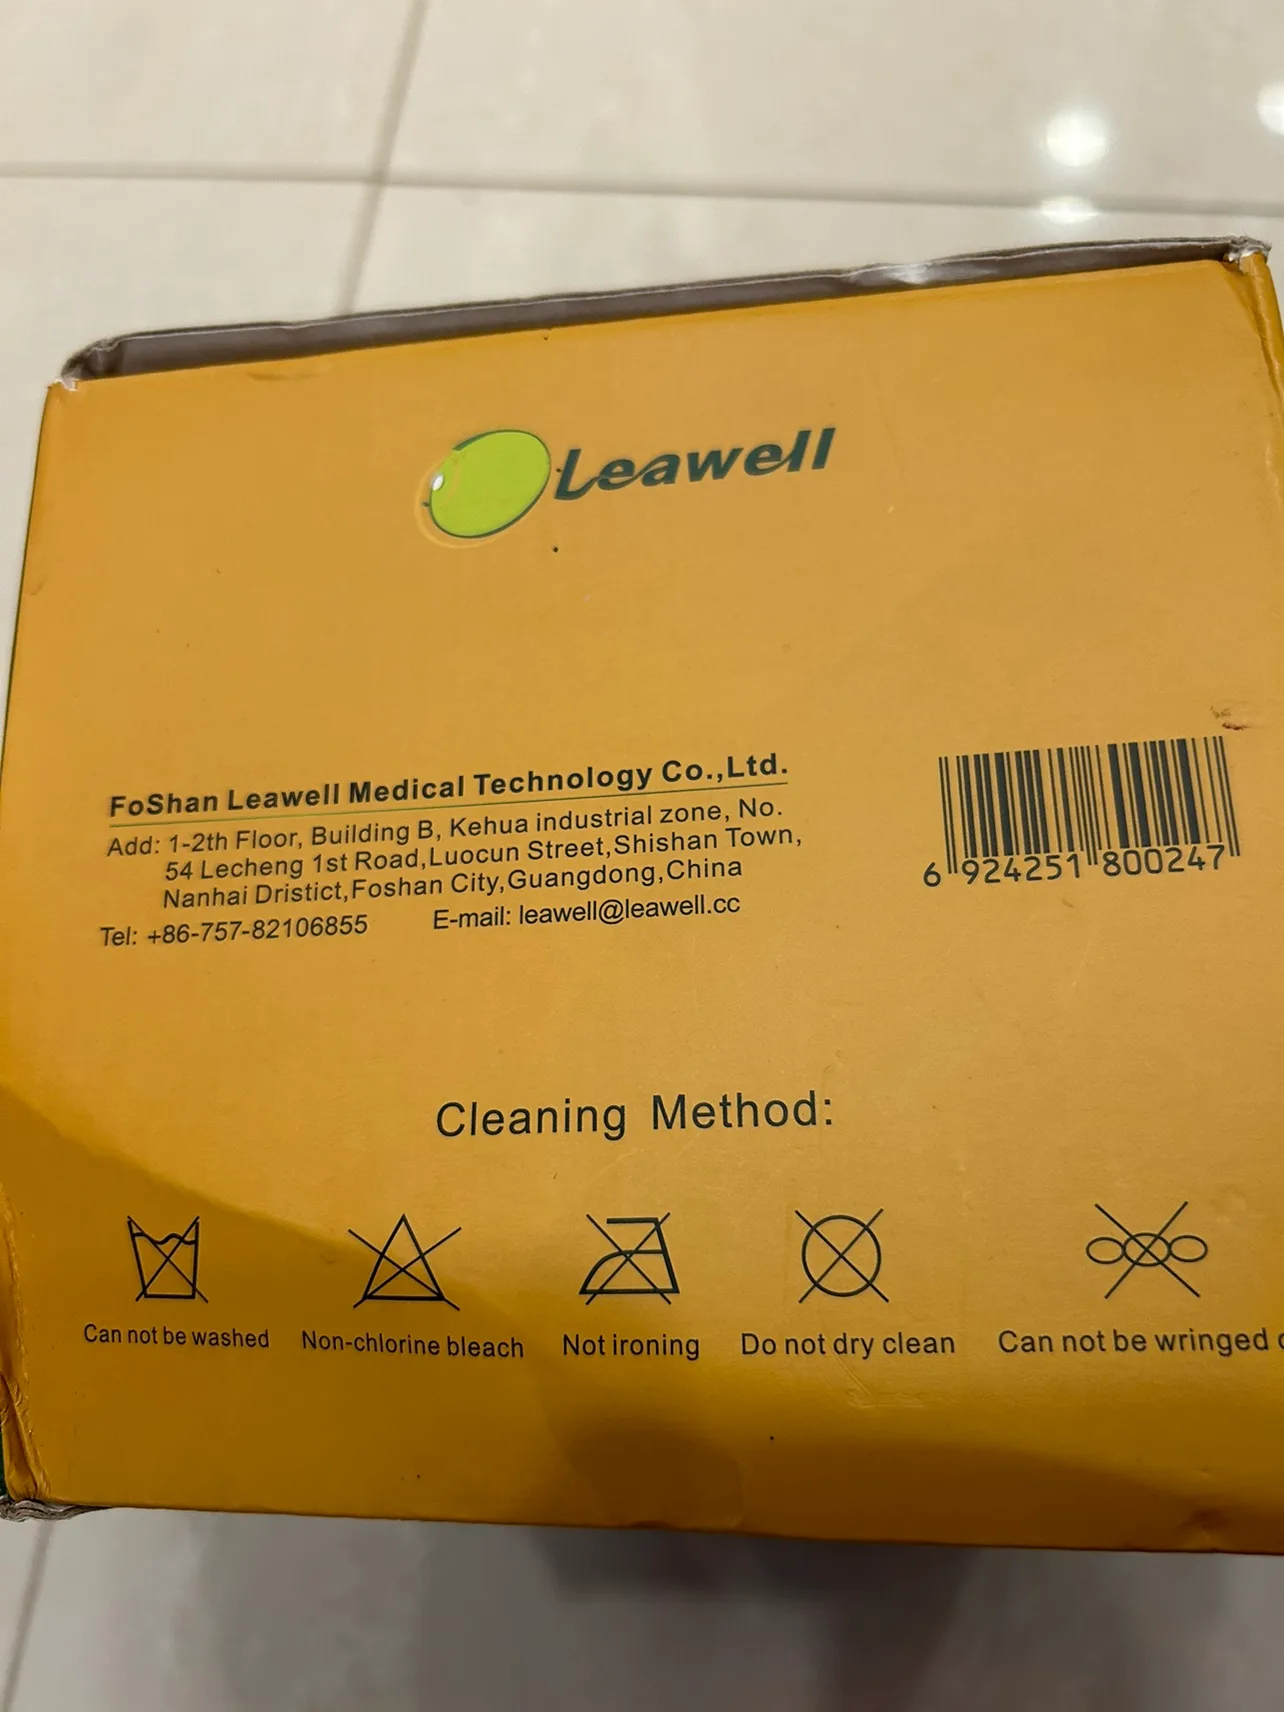 Leawell
FoShan Leawell Medical Technology Co.,Ltd.
Add: 1-2th Floor, Building B, Kehua industrial zone, No.
54 Lecheng 1st Road,Luocun Street,Shishan Town,
Nanhai Dristict,Foshan City,Guangdong,China
Tel: +86-757-82106855 E-mail: leawell@leawell.cc
6 924251 800247
Cleaning Method:
Can not be washed Non-chlorine bleach Not ironing Do not dry clean Can not be wringed